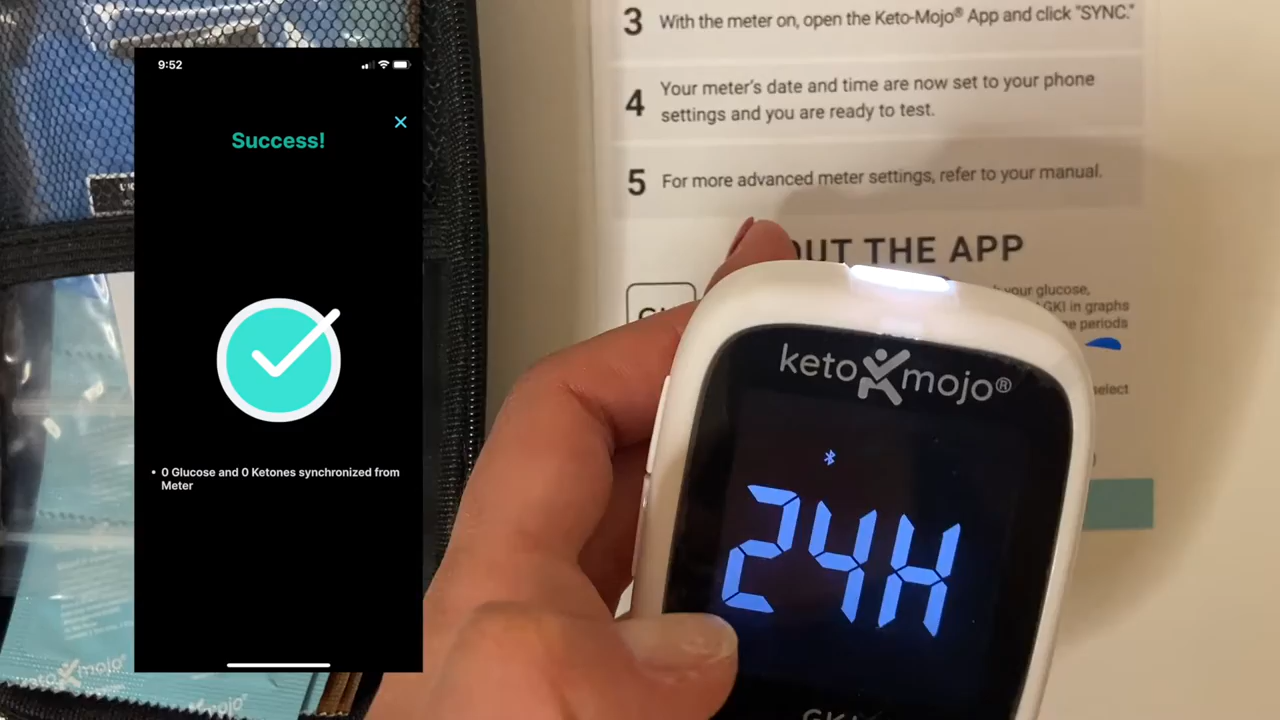 9:52
Success!
• 0 Glucose and 0 Ketones synchronized from
Meter
3 With the meter on, open the Keto-Mojo® App and click "SYNC."
4 Your meter's date and time are now set to your phone
settings and you are ready to test.
5 For more advanced meter settings, refer to your manual.
OUT THE APP
your glucose,
GKI in graphs
periods
select
keto mojo®
24H
keto mojo